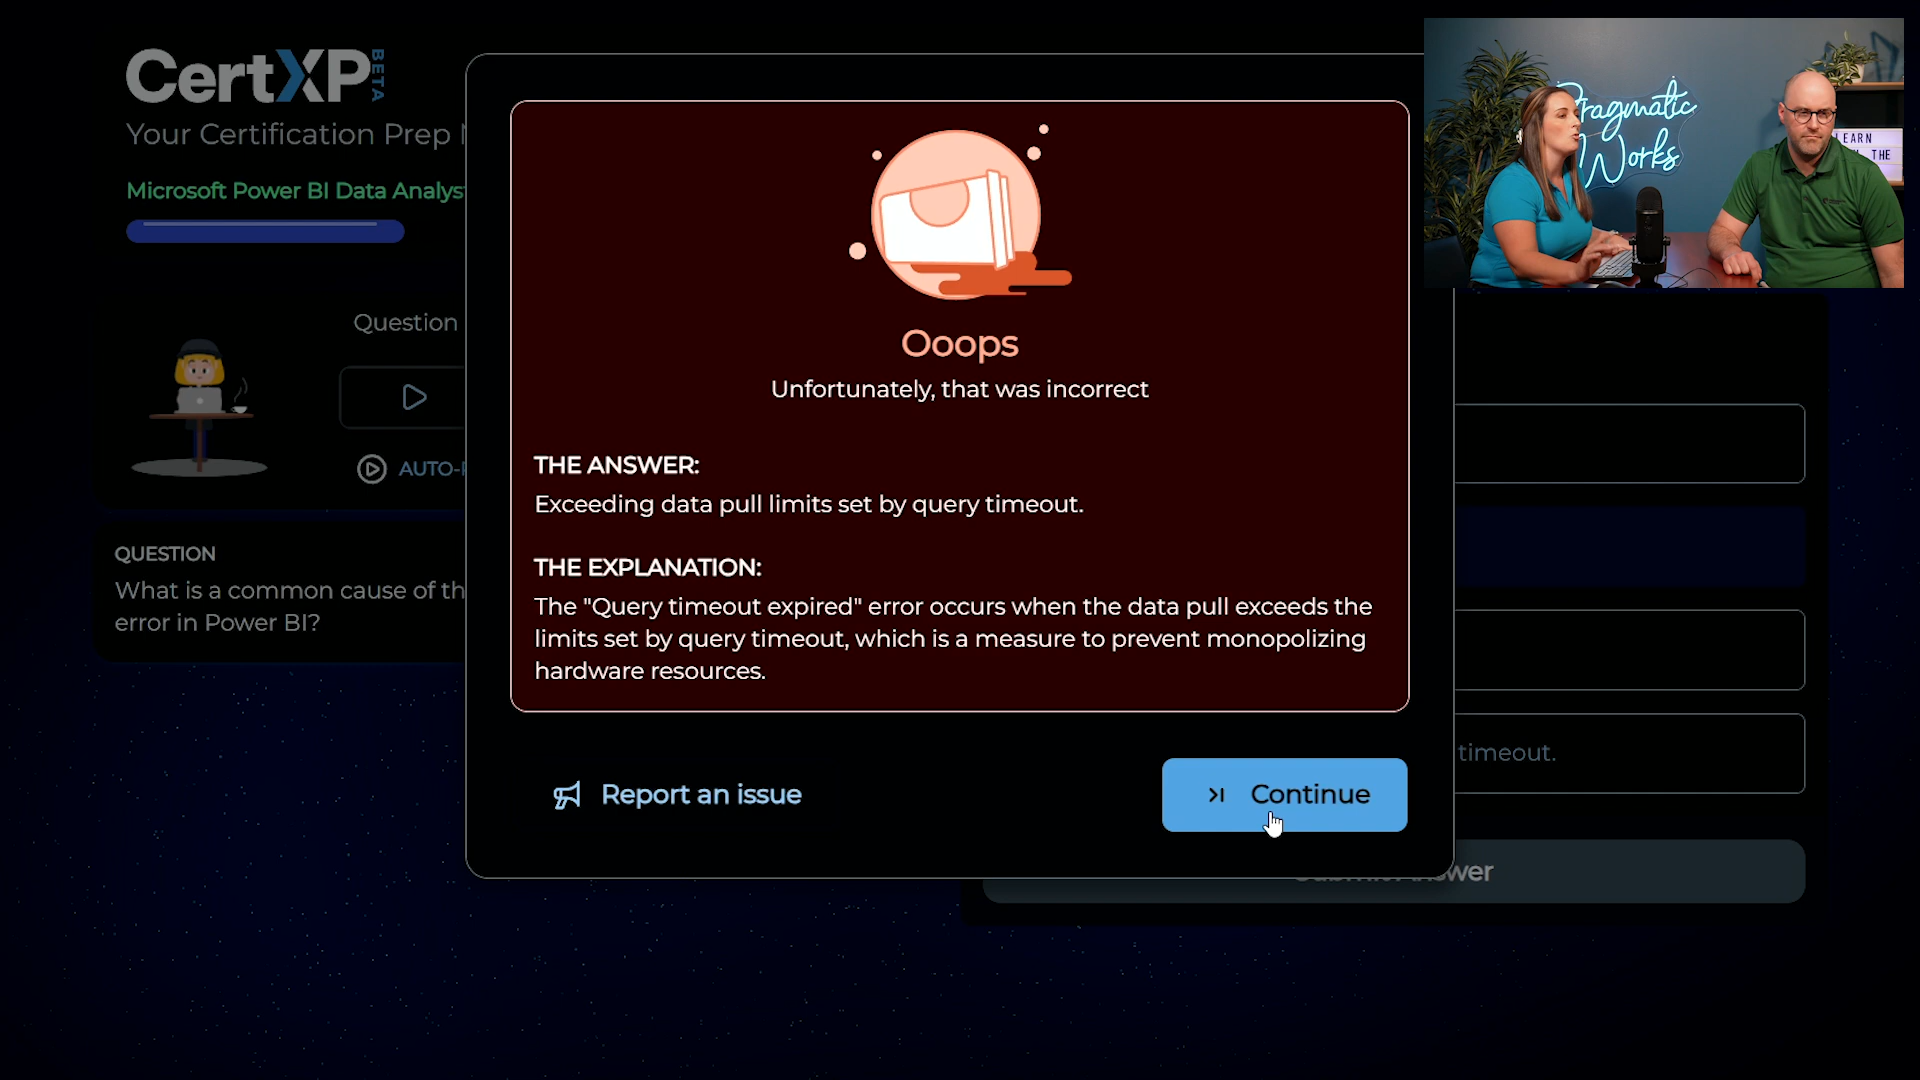 CertXP BETA
Your Certification Prep
Microsoft Power BI Data Analys
Question
AUTO-
QUESTION
What is a common cause of th
error in Power BI?
Ooops
Unfortunately, that was incorrect
THE ANSWER:
Exceeding data pull limits set by query timeout.
THE EXPLANATION:
The "Query timeout expired" error occurs when the data pull exceeds the
limits set by query timeout, which is a measure to prevent monopolizing
hardware resources.
Report an issue
Continue
timeout.
Pragmatic
Works
LEARN
THE